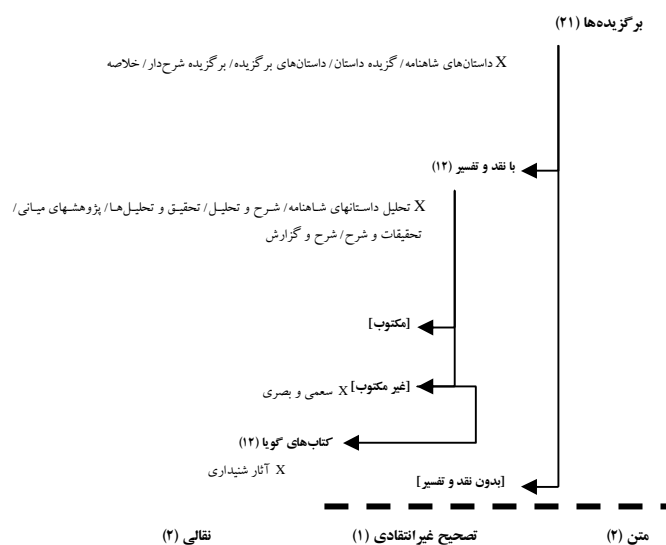 برگزیده‌ها (۲۱)
X داستان‌های شاهنامه/ گزیده داستان/ داستان‌های برگزیده/ برگزیده شرح‌دار/ خلاصه
با نقد و تفسیر (۱۲)
X تحلیل داستانهای شاهنامه/ شرح و تحلیل/ تحقیق و تحلیل‌ها/ پژوهشهای میانی/
تحقیقات و شرح/ شرح و گزارش
[مکتوب]
[غیر مکتوب] X سعمی و بصری
کتاب‌های گویا (۱۲)
X آثار شنیداری
[بدون نقد و تفسیر]
متن (۲) تصحیح غیرانتقادی (۱) نقالی (۲)